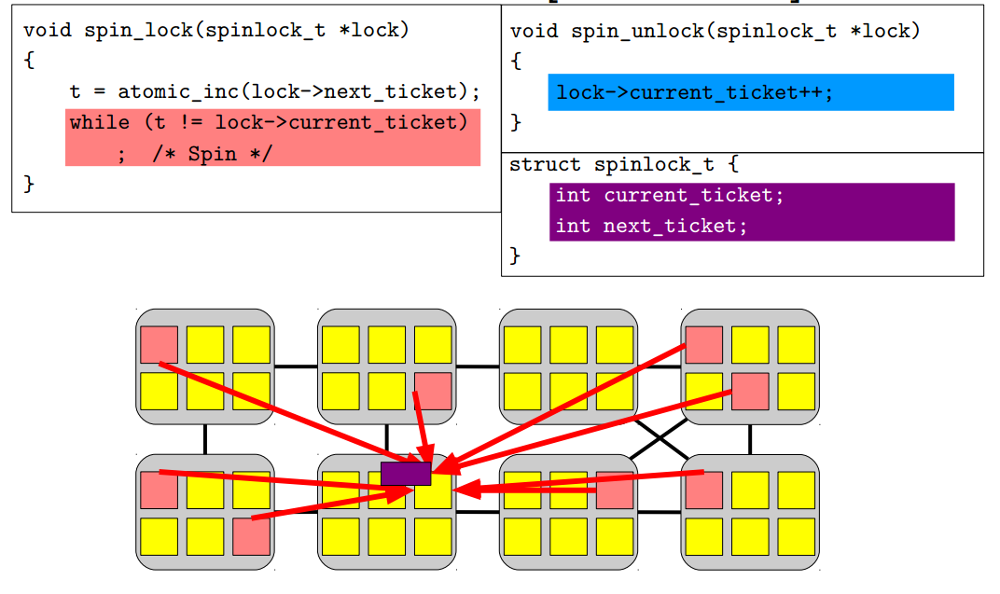 void spin_lock(spinlock_t *lock)
{
t = atomic_inc(lock->next_ticket);
while (t != lock->current_ticket)
; /* Spin */
}
void spin_unlock(spinlock_t *lock)
{
lock->current_ticket++;
}
struct spinlock_t {
int current_ticket;
int next_ticket;
}